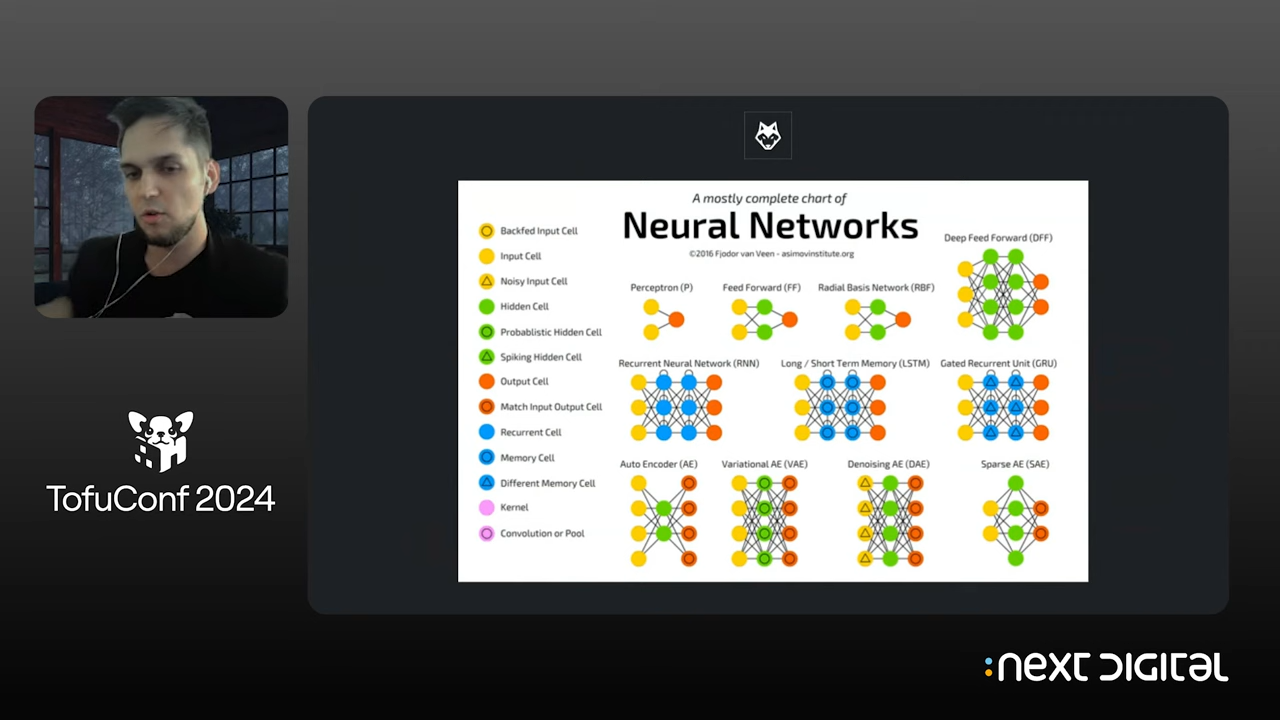 A mostly complete chart of
Neural Networks
©2016 Fjodor van Veen - asimovinstitute.org
Backfed Input Cell
Input Cell
Noisy Input Cell
Hidden Cell
Probablistic Hidden Cell
Spiking Hidden Cell
Output Cell
Match Input Output Cell
Recurrent Cell
Memory Cell
Different Memory Cell
Kernel
Convolution or Pool
Deep Feed Forward (DFF)
Perceptron (P)
Feed Forward (FF)
Radial Basis Network (RBF)
Recurrent Neural Network (RNN)
Long / Short Term Memory (LSTM)
Gated Recurrent Unit (GRU)
Auto Encoder (AE)
Variational AE (VAE)
Denoising AE (DAE)
Sparse AE (SAE)
TofuConf 2024
:NEXT DIGITAL